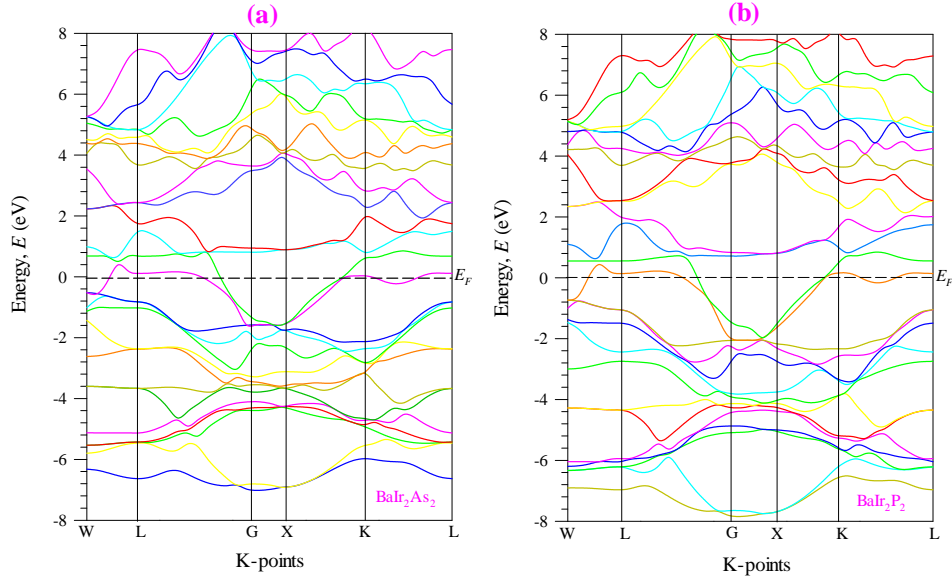 (a)
(b)
8
6
4
2
0
-2
-4
-6
-8
Energy, E (eV)
E_F
BaIr₂As₂
W L G X K L
K-points
8
6
4
2
0
-2
-4
-6
-8
Energy, E (eV)
E_F
BaIr₂P₂
W L G X K L
K-points